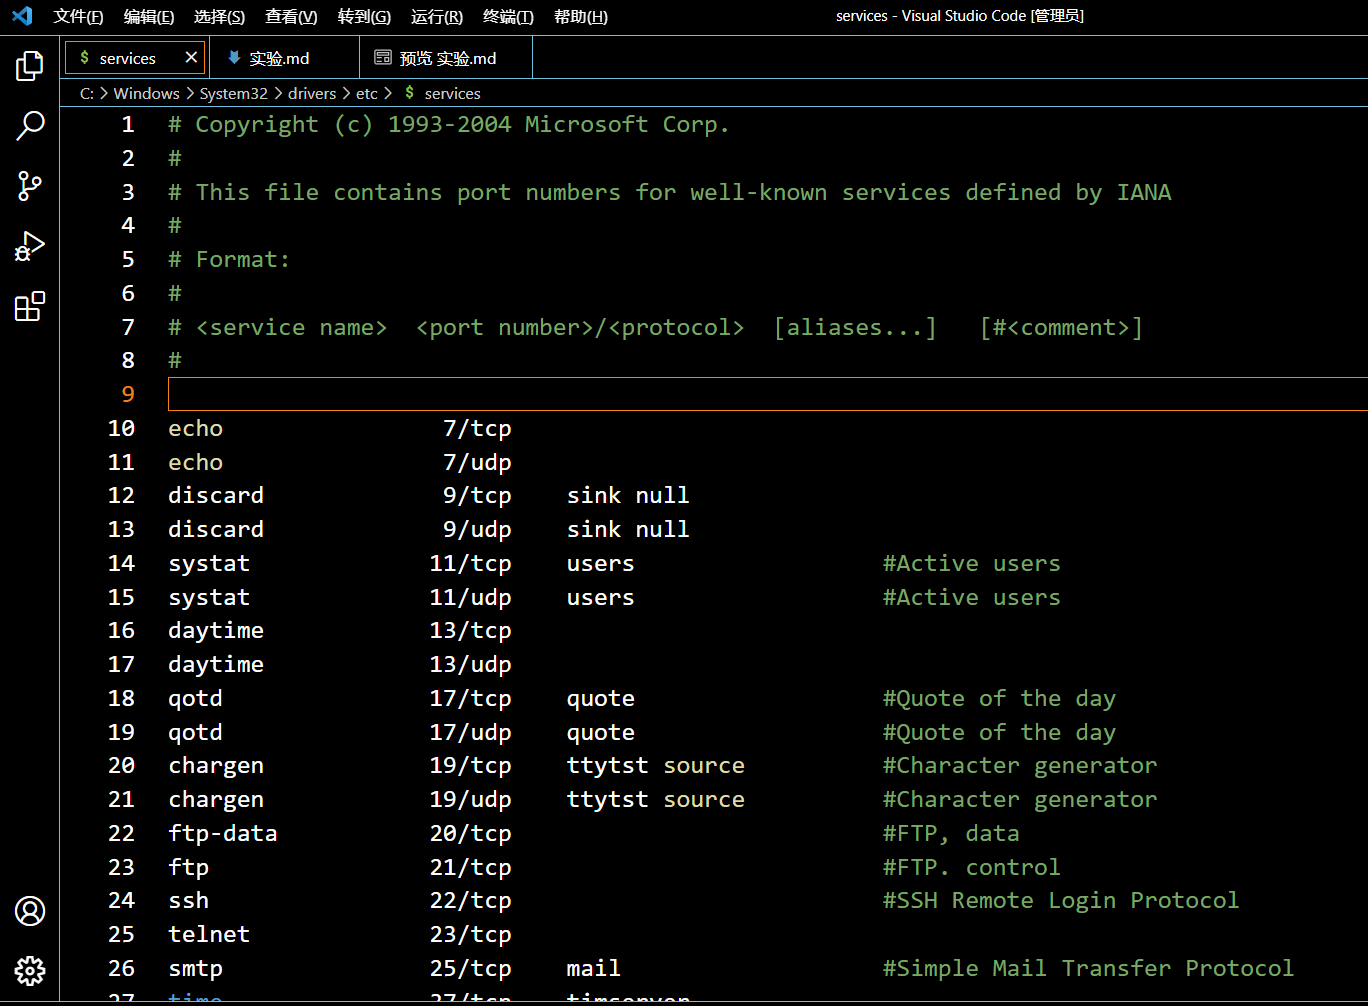 文件(F) 编辑(E) 选择(S) 查看(V) 转到(G) 运行(R) 终端(T) 帮助(H) services - Visual Studio Code [管理员]
$ services 实验.md 预览 实验.md
C: > Windows > System32 > drivers > etc > $ services
1 # Copyright (c) 1993-2004 Microsoft Corp.
2 #
3 # This file contains port numbers for well-known services defined by IANA
4 #
5 # Format:
6 #
7 # <service name>  <port number>/<protocol>  [aliases...]   [#<comment>]
8 #
9
10 echo 7/tcp
11 echo 7/udp
12 discard 9/tcp sink null
13 discard 9/udp sink null
14 systat 11/tcp users #Active users
15 systat 11/udp users #Active users
16 daytime 13/tcp
17 daytime 13/udp
18 qotd 17/tcp quote #Quote of the day
19 qotd 17/udp quote #Quote of the day
20 chargen 19/tcp ttytst source #Character generator
21 chargen 19/udp ttytst source #Character generator
22 ftp-data 20/tcp #FTP, data
23 ftp 21/tcp #FTP. control
24 ssh 22/tcp #SSH Remote Login Protocol
25 telnet 23/tcp
26 smtp 25/tcp mail #Simple Mail Transfer Protocol
27 time 37/tcp timserver